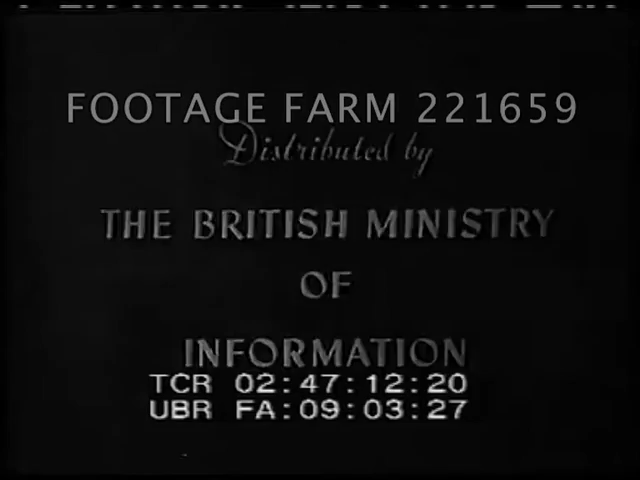 FOOTAGE FARM 221659
Distributed by
THE BRITISH MINISTRY
OF
INFORMATION
TCR 02:47:12:20
UBR FA:09:03:27